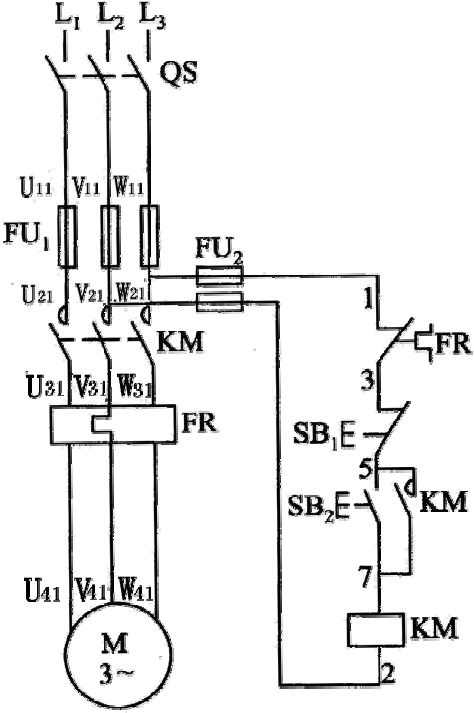 L1 L2 L3
QS
U11 V11 W11
FU1
FU2
U21 V21 W21
1
KM
FR
U31 V31 W31
3
FR
SB1
5
SB2
KM
7
U41 V41 W41
KM
M
3~
2